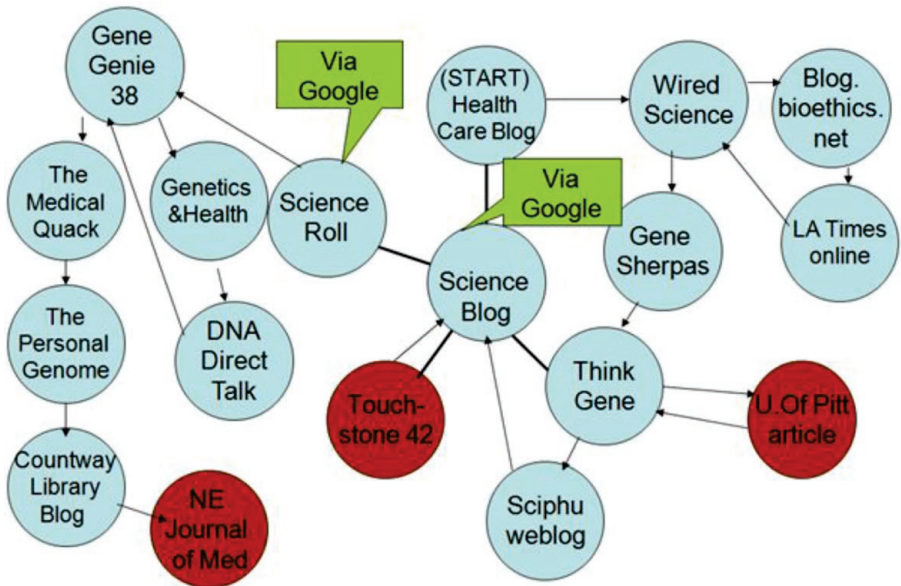 Gene
Genie
38
Via
Google
(START)
Health
Care Blog
Wired
Science
Blog.
bioethics.
net
The
Medical
Quack
Genetics
&Health
Science
Roll
Via
Google
Gene
Sherpas
LA Times
online
Science
Blog
The
Personal
Genome
DNA
Direct
Talk
Think
Gene
Touch-
stone 42
U.Of Pitt
article
Countway
Library
Blog
NE
Journal
of Med
Sciphu
weblog